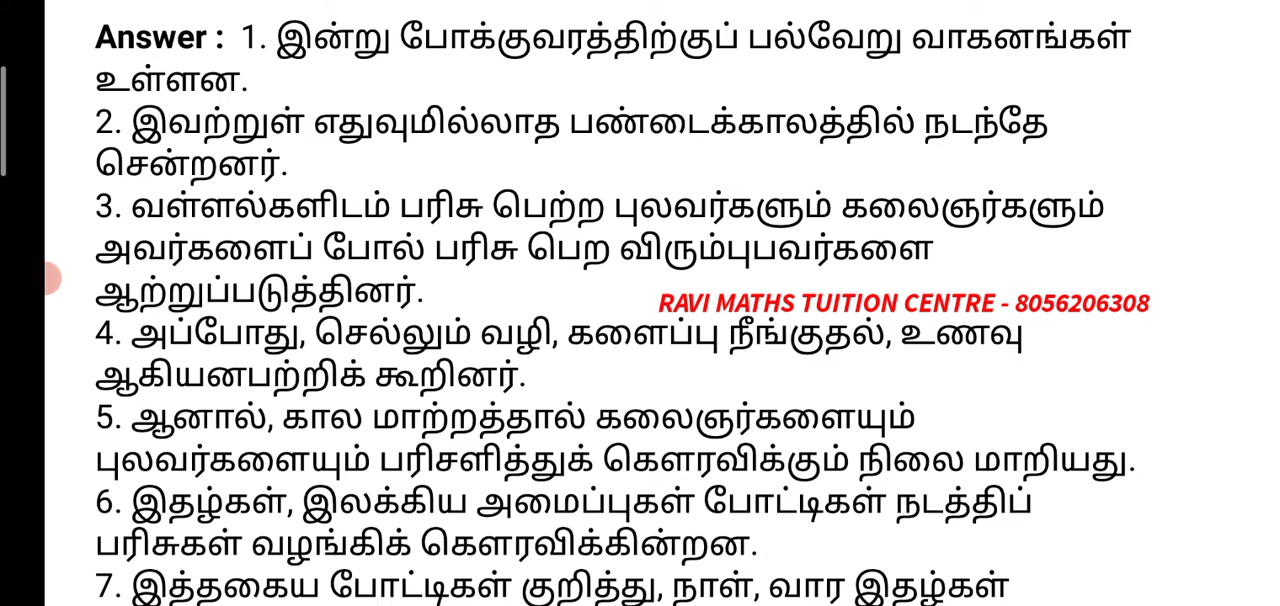 Answer : 1. இன்று போக்குவரத்திற்குப் பல்வேறு வாகனங்கள்
உள்ளன.
2. இவற்றுள் எதுவுமில்லாத பண்டைக்காலத்தில் நடந்தே
சென்றனர்.
3. வள்ளல்களிடம் பரிசு பெற்ற புலவர்களும் கலைஞர்களும்
அவர்களைப் போல் பரிசு பெற விரும்புபவர்களை
ஆற்றுப்படுத்தினர்.
RAVI MATHS TUITION CENTRE - 8056206308
4. அப்போது, செல்லும் வழி, களைப்பு நீங்குதல், உணவு
ஆகியனபற்றிக் கூறினர்.
5. ஆனால், கால மாற்றத்தால் கலைஞர்களையும்
புலவர்களையும் பரிசளித்துக் கௌரவிக்கும் நிலை மாறியது.
6. இதழ்கள், இலக்கிய அமைப்புகள் போட்டிகள் நடத்திப்
பரிசுகள் வழங்கிக் கௌரவிக்கின்றன.
7. இத்தகைய போட்டிகள் குறித்து, நாள், வார இதழ்கள்